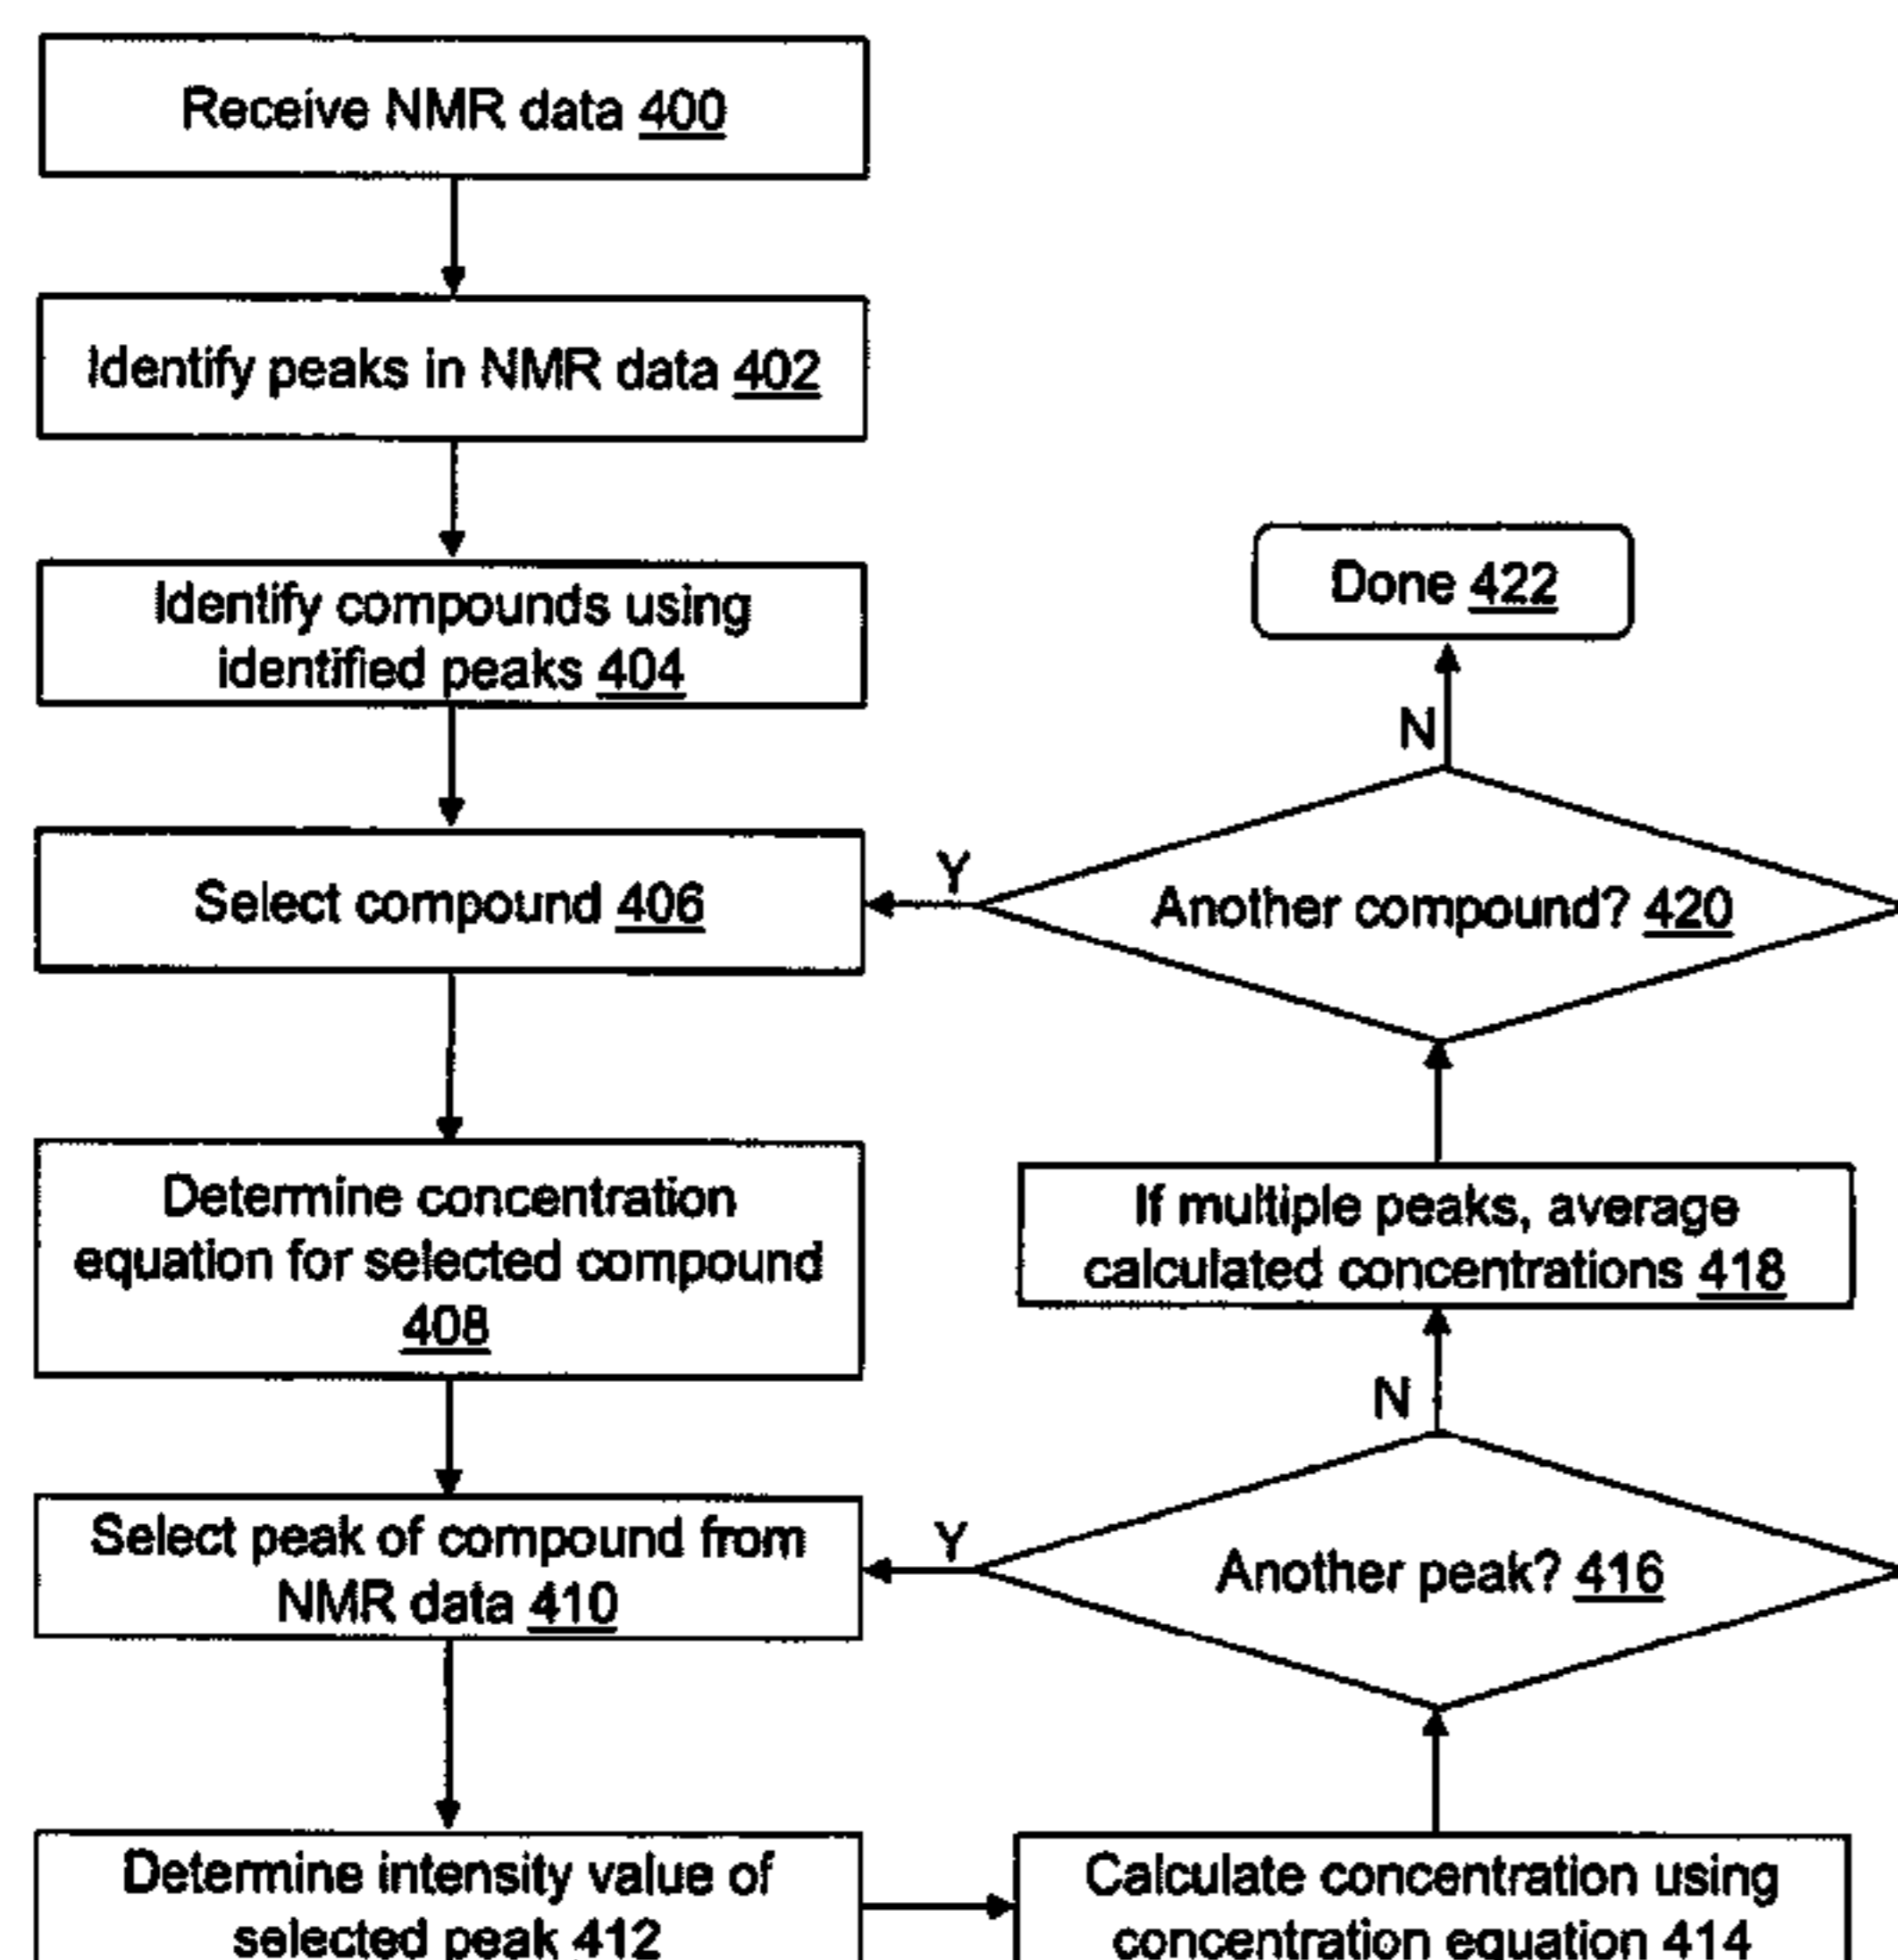 Receive NMR data 400
Identify peaks in NMR data 402
Identify compounds using
identified peaks 404
Select compound 406
Determine concentration
equation for selected compound
408
Select peak of compound from
NMR data 410
Determine intensity value of
selected peak 412
Calculate concentration using
concentration equation 414
Another peak? 416
Y
N
If multiple peaks, average
calculated concentrations 418
Another compound? 420
Y
N
Done 422